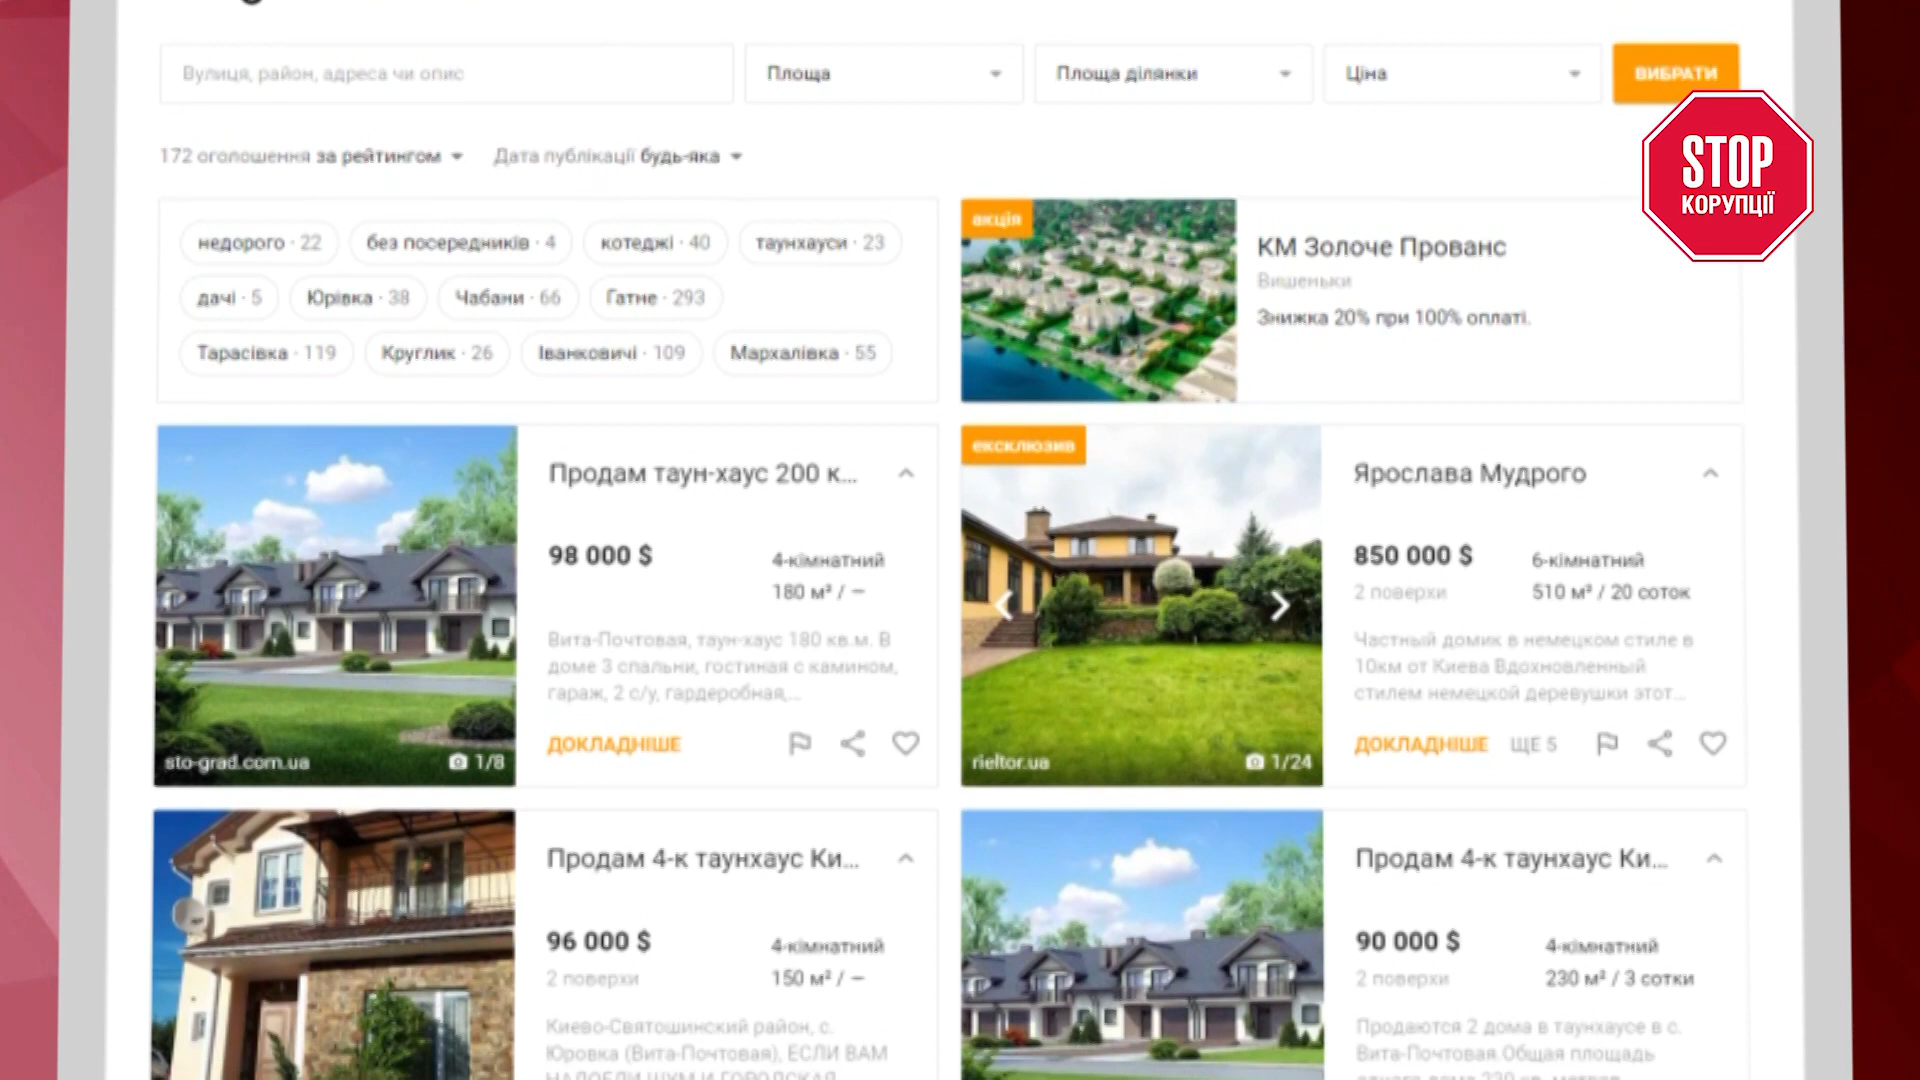 Вулиця, район, адреса чи опис
Площа
Площа ділянки
Ціна
ВИБРАТИ
STOP
КОРУПЦІЇ
172 оголошення за рейтингом
Дата публікації будь-яка
недорого · 22
без посередників · 4
котеджі · 40
таунхауси · 23
дачі · 5
Юрівка · 38
Чабани · 66
Гатне · 293
Тарасівка · 119
Круглик · 26
Іванковичі · 109
Мархалівка · 55
акція
КМ Золоче Прованс
Вишеньки
Знижка 20% при 100% оплаті.
Продам таун-хаус 200 к...
98 000 $
4-кімнатний
180 м² / —
Вита-Почтовая, таун-хаус 180 кв.м. В
доме 3 спальни, гостиная с камином,
гараж, 2 с/у, гардеробная,...
ДОКЛАДНІШЕ
sto-grad.com.ua
1/8
ексклюзив
Ярослава Мудрого
850 000 $
6-кімнатний
2 поверхи
510 м² / 20 соток
Частный домик в немецком стиле в
10км от Киева Вдохновленный
стилем немецкой деревушки этот...
ДОКЛАДНІШЕ
ЩЕ 5
rieltor.ua
1/24
Продам 4-к таунхаус Ки...
96 000 $
4-кімнатний
2 поверхи
150 м² / —
Киево-Святошинский район, с.
Юровка (Вита-Почтовая), ЕСЛИ ВАМ
НАДОЕЛИ ШУМ И ГОРОДСКАЯ
Продам 4-к таунхаус Ки...
90 000 $
4-кімнатний
2 поверхи
230 м² / 3 сотки
Продаются 2 дома в таунхаусе в с.
Вита-Почтовая.Общая площадь
одного дома 230 кв. метров